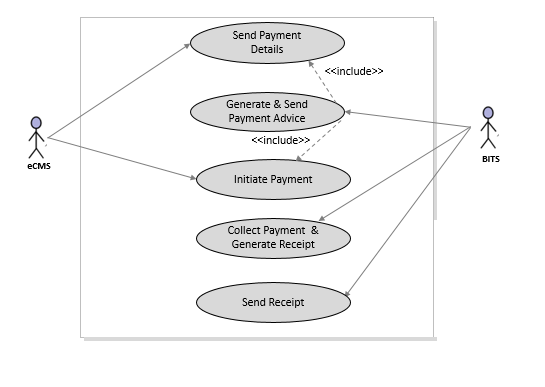 Send Payment
Details
<<include>>
Generate & Send
Payment Advice
<<include>>
eCMS
BITS
Initiate Payment
Collect Payment &
Generate Receipt
Send Receipt